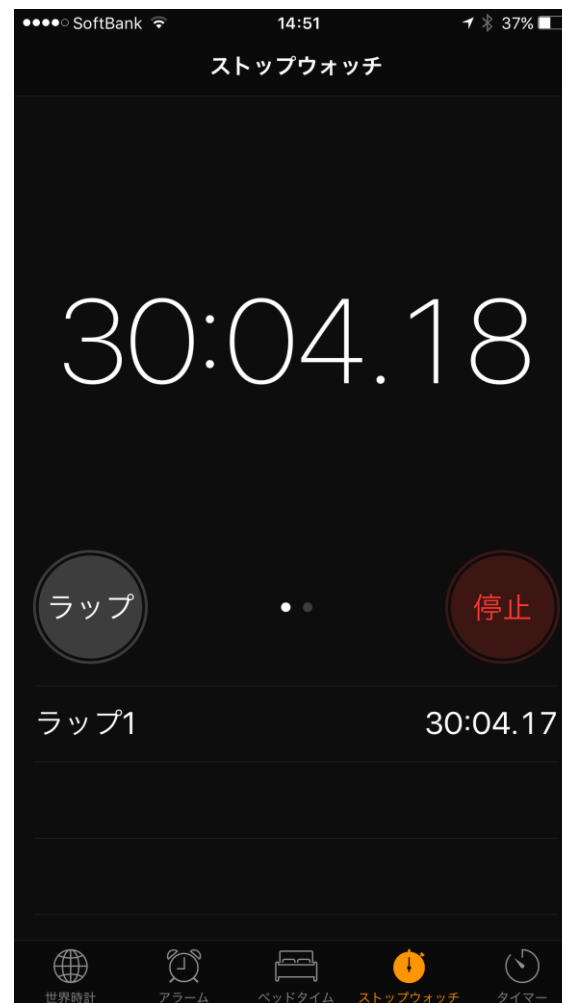 SoftBank 14:51 37%
ストップウォッチ
30:04.18
ラップ 停止
ラップ1 30:04.17
世界時計 アラーム ベッドタイム ストップウォッチ タイマー